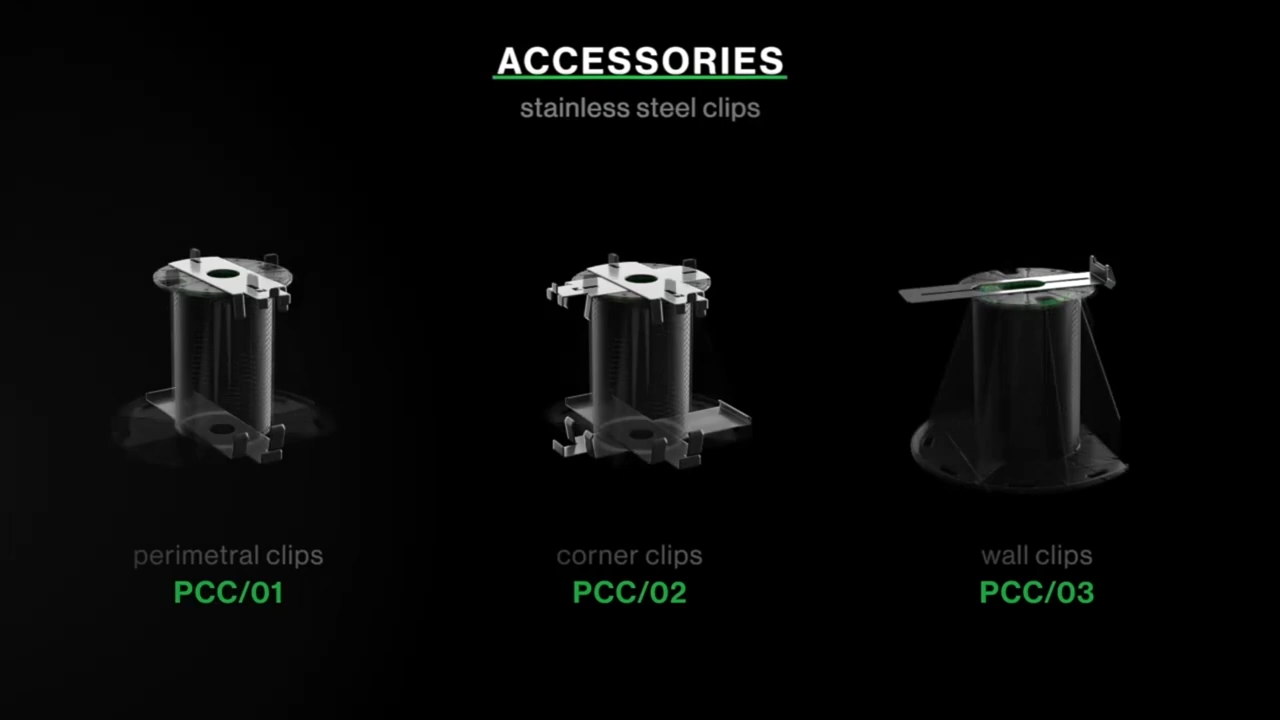 ACCESSORIES
stainless steel clips
perimetral clips
PCC/01
corner clips
PCC/02
wall clips
PCC/03